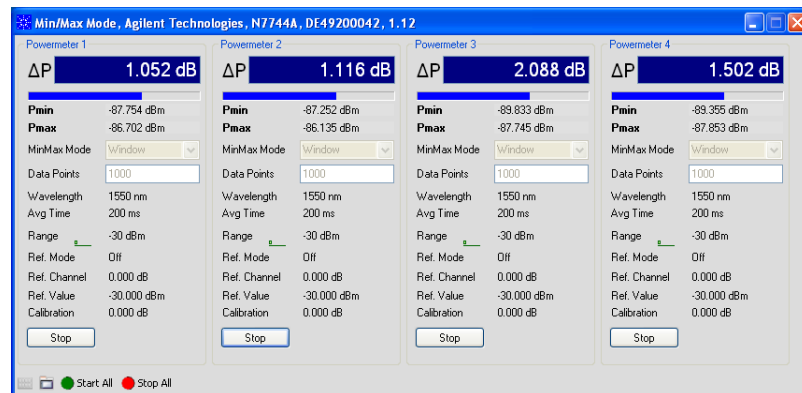 Min/Max Mode, Agilent Technologies, N7744A, DE49200042, 1.12
Powermeter 1
ΔP 1.052 dB
Pmin -87.754 dBm
Pmax -86.702 dBm
MinMax Mode Window
Data Points 1000
Wavelength 1550 nm
Avg Time 200 ms
Range -30 dBm
Ref. Mode Off
Ref. Channel 0.000 dB
Ref. Value -30.000 dBm
Calibration 0.000 dB
Stop
Powermeter 2
ΔP 1.116 dB
Pmin -87.252 dBm
Pmax -86.135 dBm
MinMax Mode Window
Data Points 1000
Wavelength 1550 nm
Avg Time 200 ms
Range -30 dBm
Ref. Mode Off
Ref. Channel 0.000 dB
Ref. Value -30.000 dBm
Calibration 0.000 dB
Stop
Powermeter 3
ΔP 2.088 dB
Pmin -89.833 dBm
Pmax -87.745 dBm
MinMax Mode Window
Data Points 1000
Wavelength 1550 nm
Avg Time 200 ms
Range -30 dBm
Ref. Mode Off
Ref. Channel 0.000 dB
Ref. Value -30.000 dBm
Calibration 0.000 dB
Stop
Powermeter 4
ΔP 1.502 dB
Pmin -89.355 dBm
Pmax -87.853 dBm
MinMax Mode Window
Data Points 1000
Wavelength 1550 nm
Avg Time 200 ms
Range -30 dBm
Ref. Mode Off
Ref. Channel 0.000 dB
Ref. Value -30.000 dBm
Calibration 0.000 dB
Stop
Start All Stop All